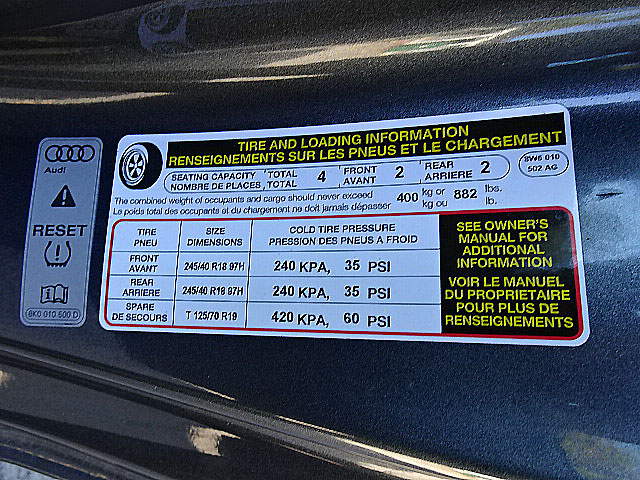 Audi
RESET
8K0 010 500 D
TIRE AND LOADING INFORMATION
RENSEIGNEMENTS SUR LES PNEUS ET LE CHARGEMENT
SEATING CAPACITY TOTAL 4 FRONT 2 REAR 2
NOMBRE DE PLACES, TOTAL AVANT ARRIERE
8W6 010
502 AG
The combined weight of occupants and cargo should never exceed 400 kg or 882 lbs.
Le poids total des occupants et du chargement ne doit jamais dépasser kg ou lb.
TIRE SIZE COLD TIRE PRESSURE
PNEU DIMENSIONS PRESSION DES PNEUS A FROID
FRONT
AVANT 245/40 R18 97H 240 KPA, 35 PSI
REAR
ARRIERE 245/40 R18 97H 240 KPA, 35 PSI
SPARE
DE SECOURS T 125/70 R19 420 KPA, 60 PSI
SEE OWNER'S
MANUAL FOR
ADDITIONAL
INFORMATION
VOIR LE MANUEL
DU PROPRIETAIRE
POUR PLUS DE
RENSEIGNEMENTS